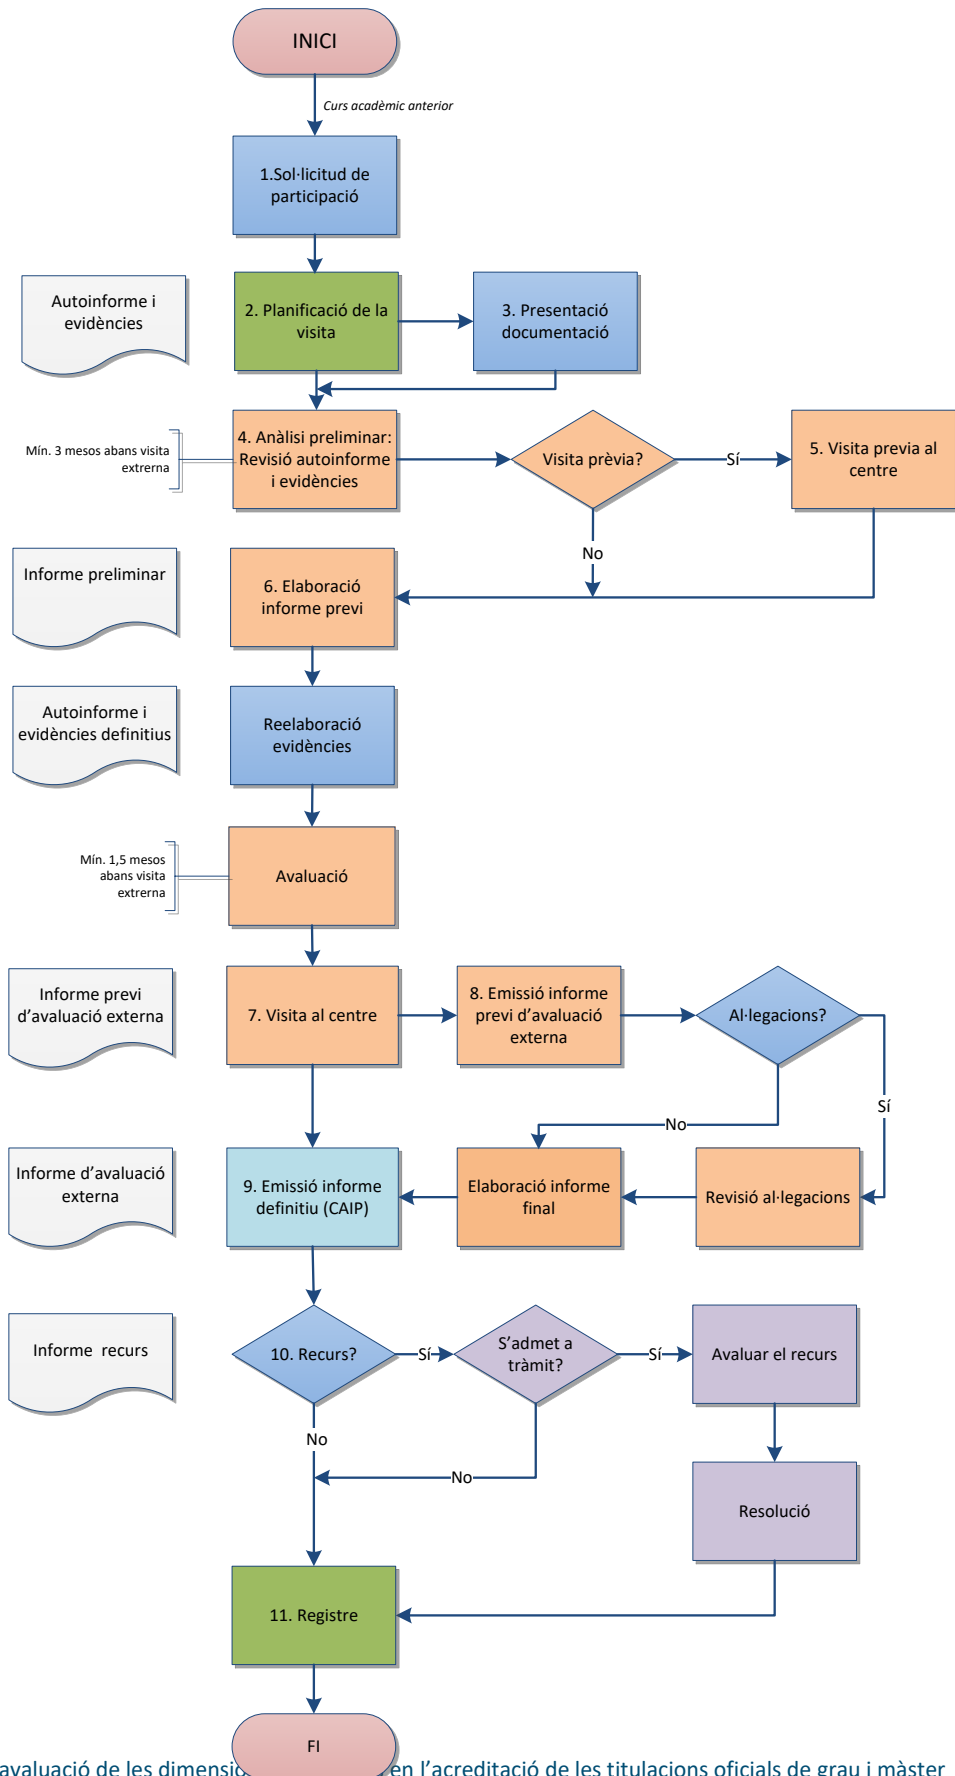 INICI
Curs acadèmic anterior
1.Sol·licitud de
participació
Autoinforme i
evidències
2. Planificació de la
visita
3. Presentació
documentació
Mín. 3 mesos abans visita
extrerna
4. Anàlisi preliminar:
Revisió autoinforme
i evidències
Visita prèvia?
Sí
5. Visita previa al
centre
No
Informe preliminar
6. Elaboració
informe previ
Autoinforme i
evidències definitius
Reelaboració
evidències
Mín. 1,5 mesos
abans visita
extrerna
Avaluació
Informe previ
d’avaluació externa
7. Visita al centre
8. Emissió informe
previ d’avaluació
externa
Al·legacions?
Sí
No
Informe d’avaluació
externa
9. Emissió informe
definitiu (CAIP)
Elaboració informe
final
Revisió al·legacions
Informe  recurs
10. Recurs?
Sí
S’admet a
tràmit?
Sí
Avaluar el recurs
No
No
Resolució
11. Registre
FI
avaluació de les dimensio en l’acreditació de les titulacions oficials de grau i màster